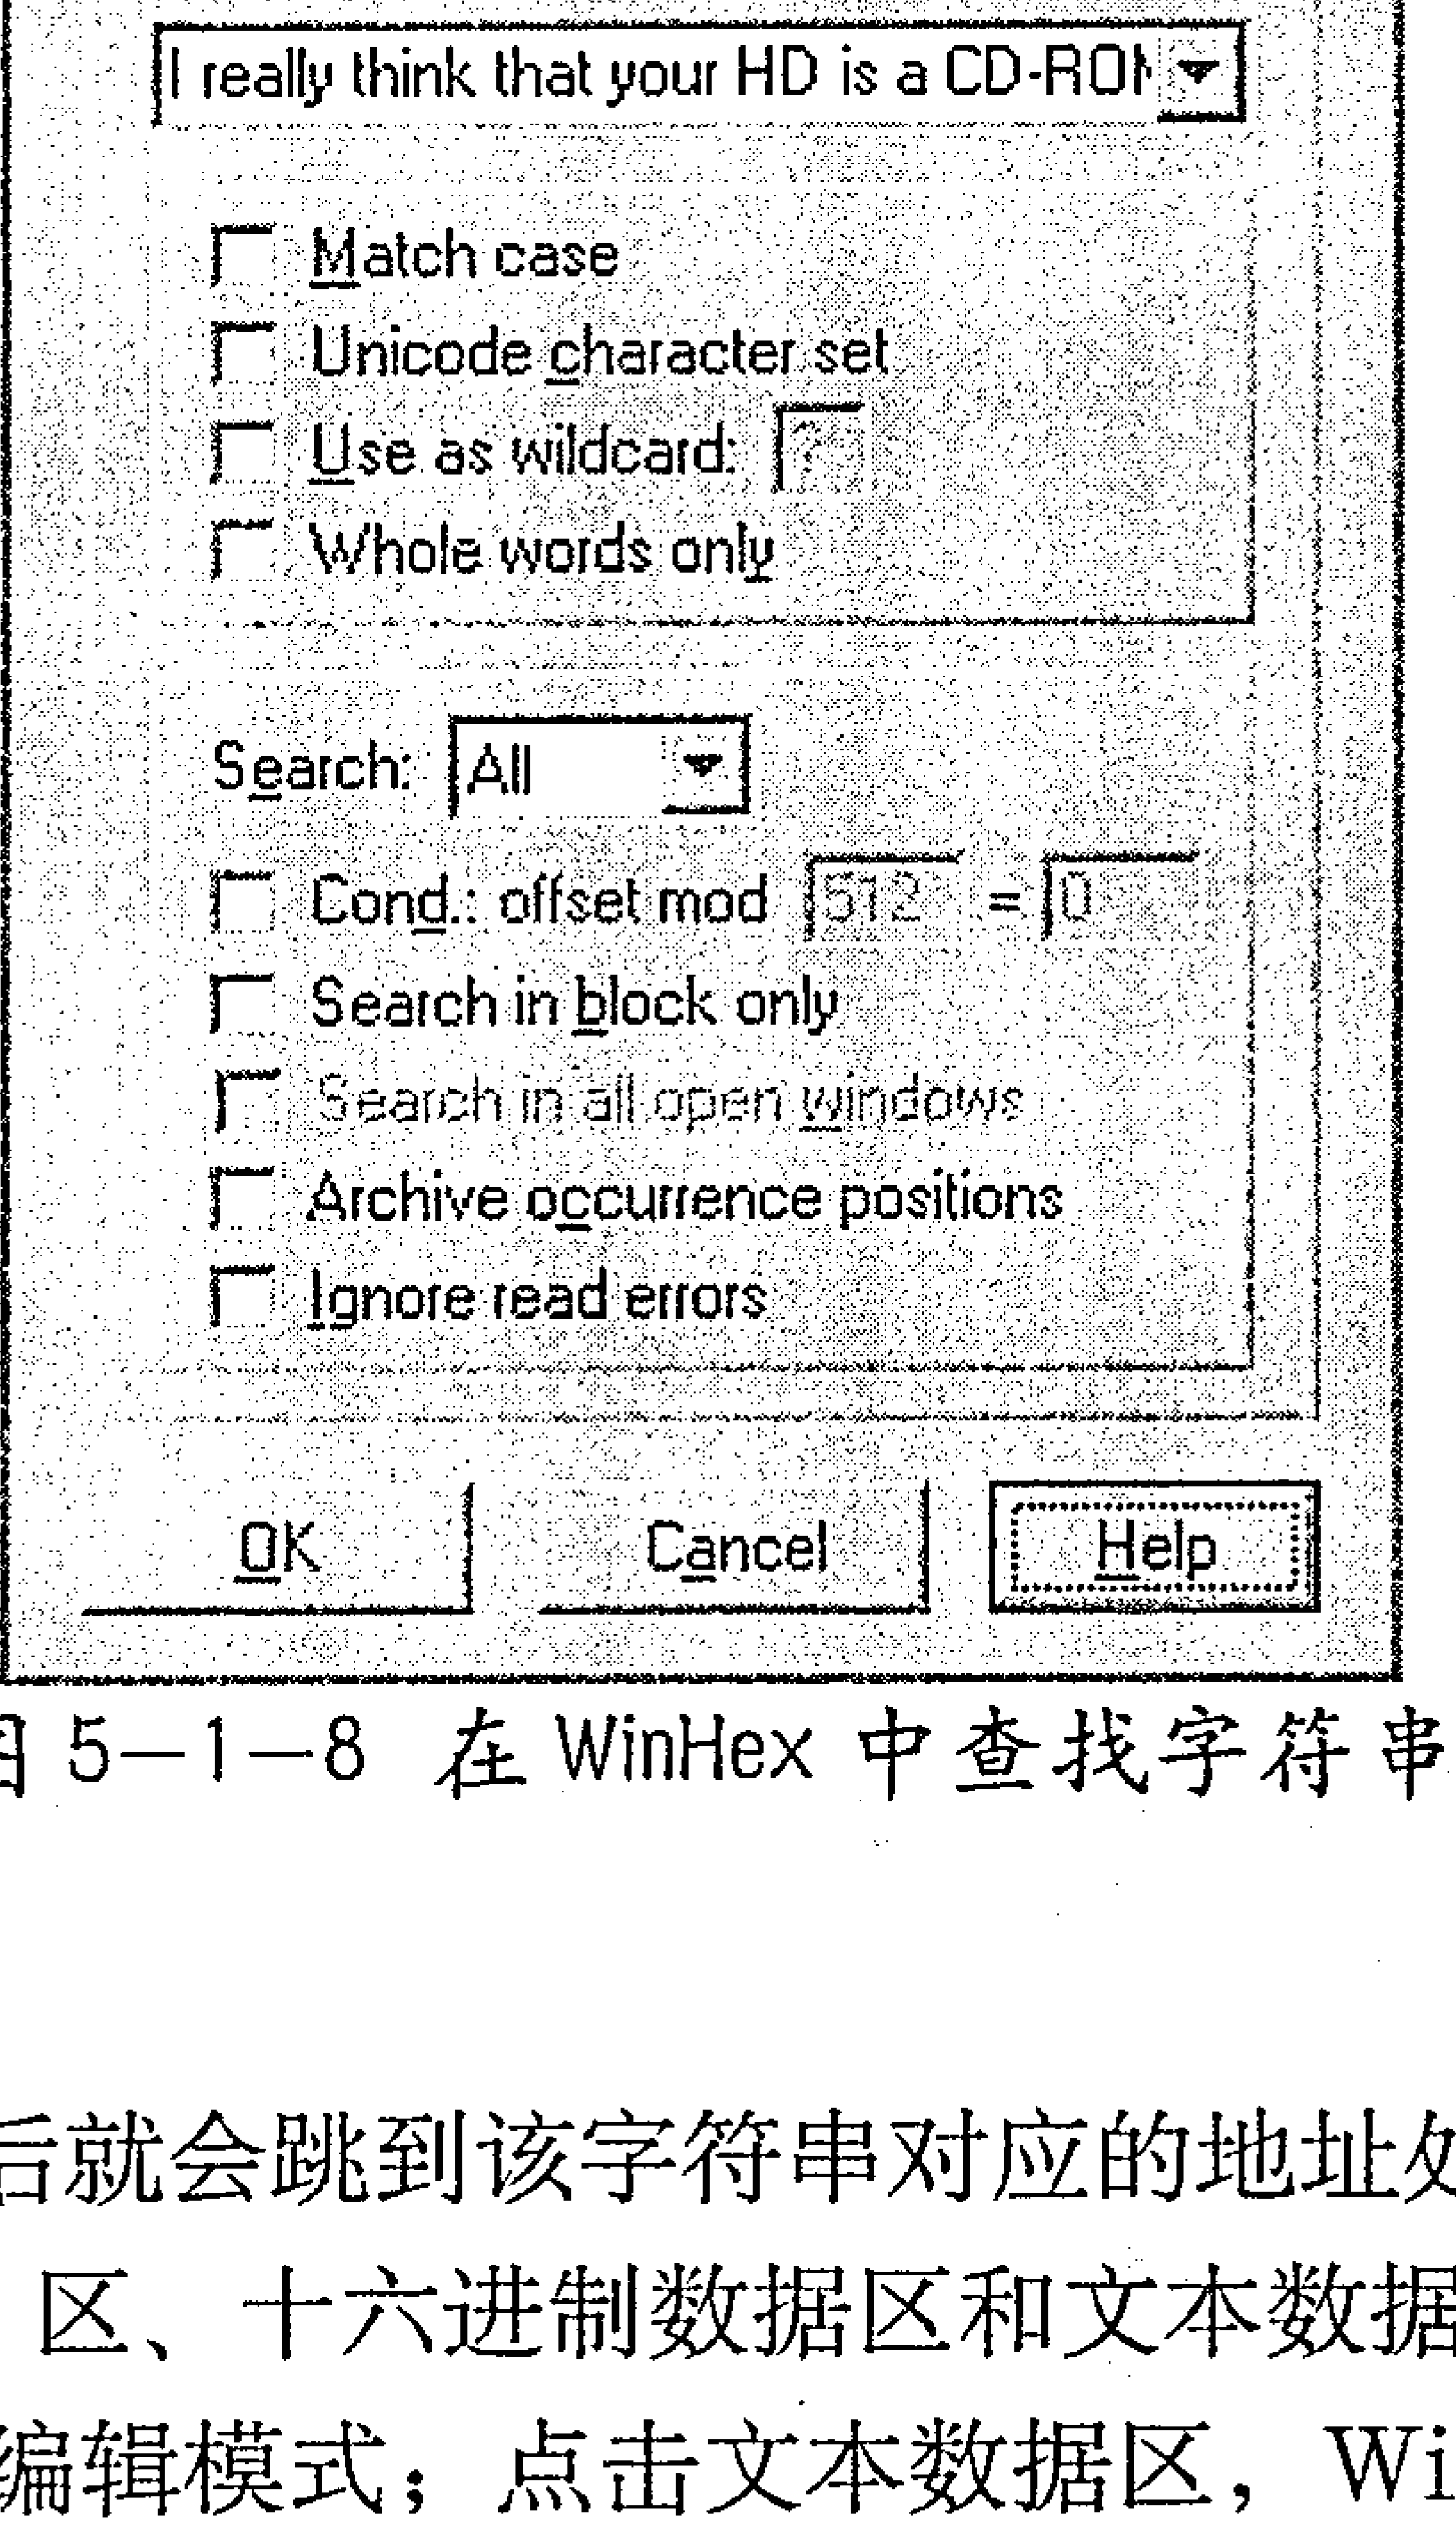 I really think that your HD is a CD-ROM
Match case
Unicode character set
Use as wildcard: ?
Whole words only
Search: All
Cond.: offset mod 512 = 0
Search in block only
Search in all open windows
Archive occurrence positions
Ignore read errors
OK Cancel Help
图 5-1-8 在 WinHex 中查找字符串
后就会跳到该字符串对应的地址处
区、十六进制数据区和文本数据
编辑模式；点击文本数据区，Wi